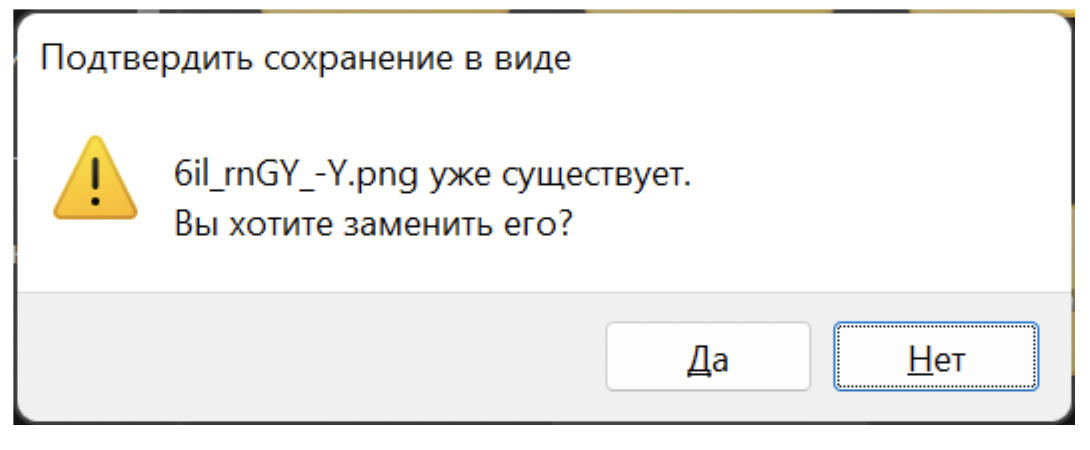 Подтвердить сохранение в виде
6il_rnGY_-Y.png уже существует.
Вы хотите заменить его?
Да
Нет